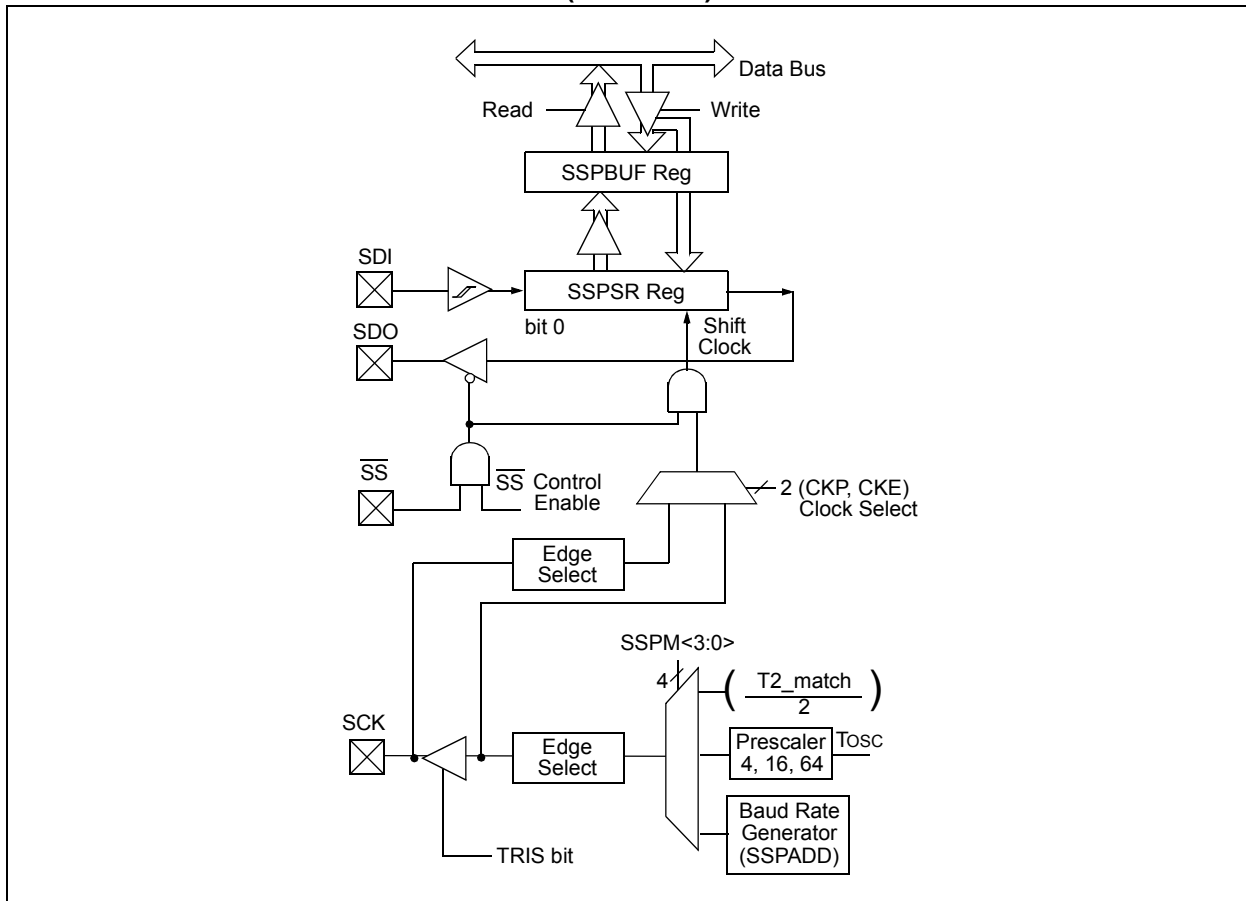 Data Bus
Read
Write
SSPBUF Reg
SDI
SSPSR Reg
bit 0
Shift
Clock
SDO
SS
SS Control
Enable
2 (CKP, CKE)
Clock Select
Edge
Select
SSPM<3:0>
4
( T2_match
2 )
SCK
Edge
Select
Prescaler
4, 16, 64
TOSC
Baud Rate
Generator
(SSPADD)
TRIS bit